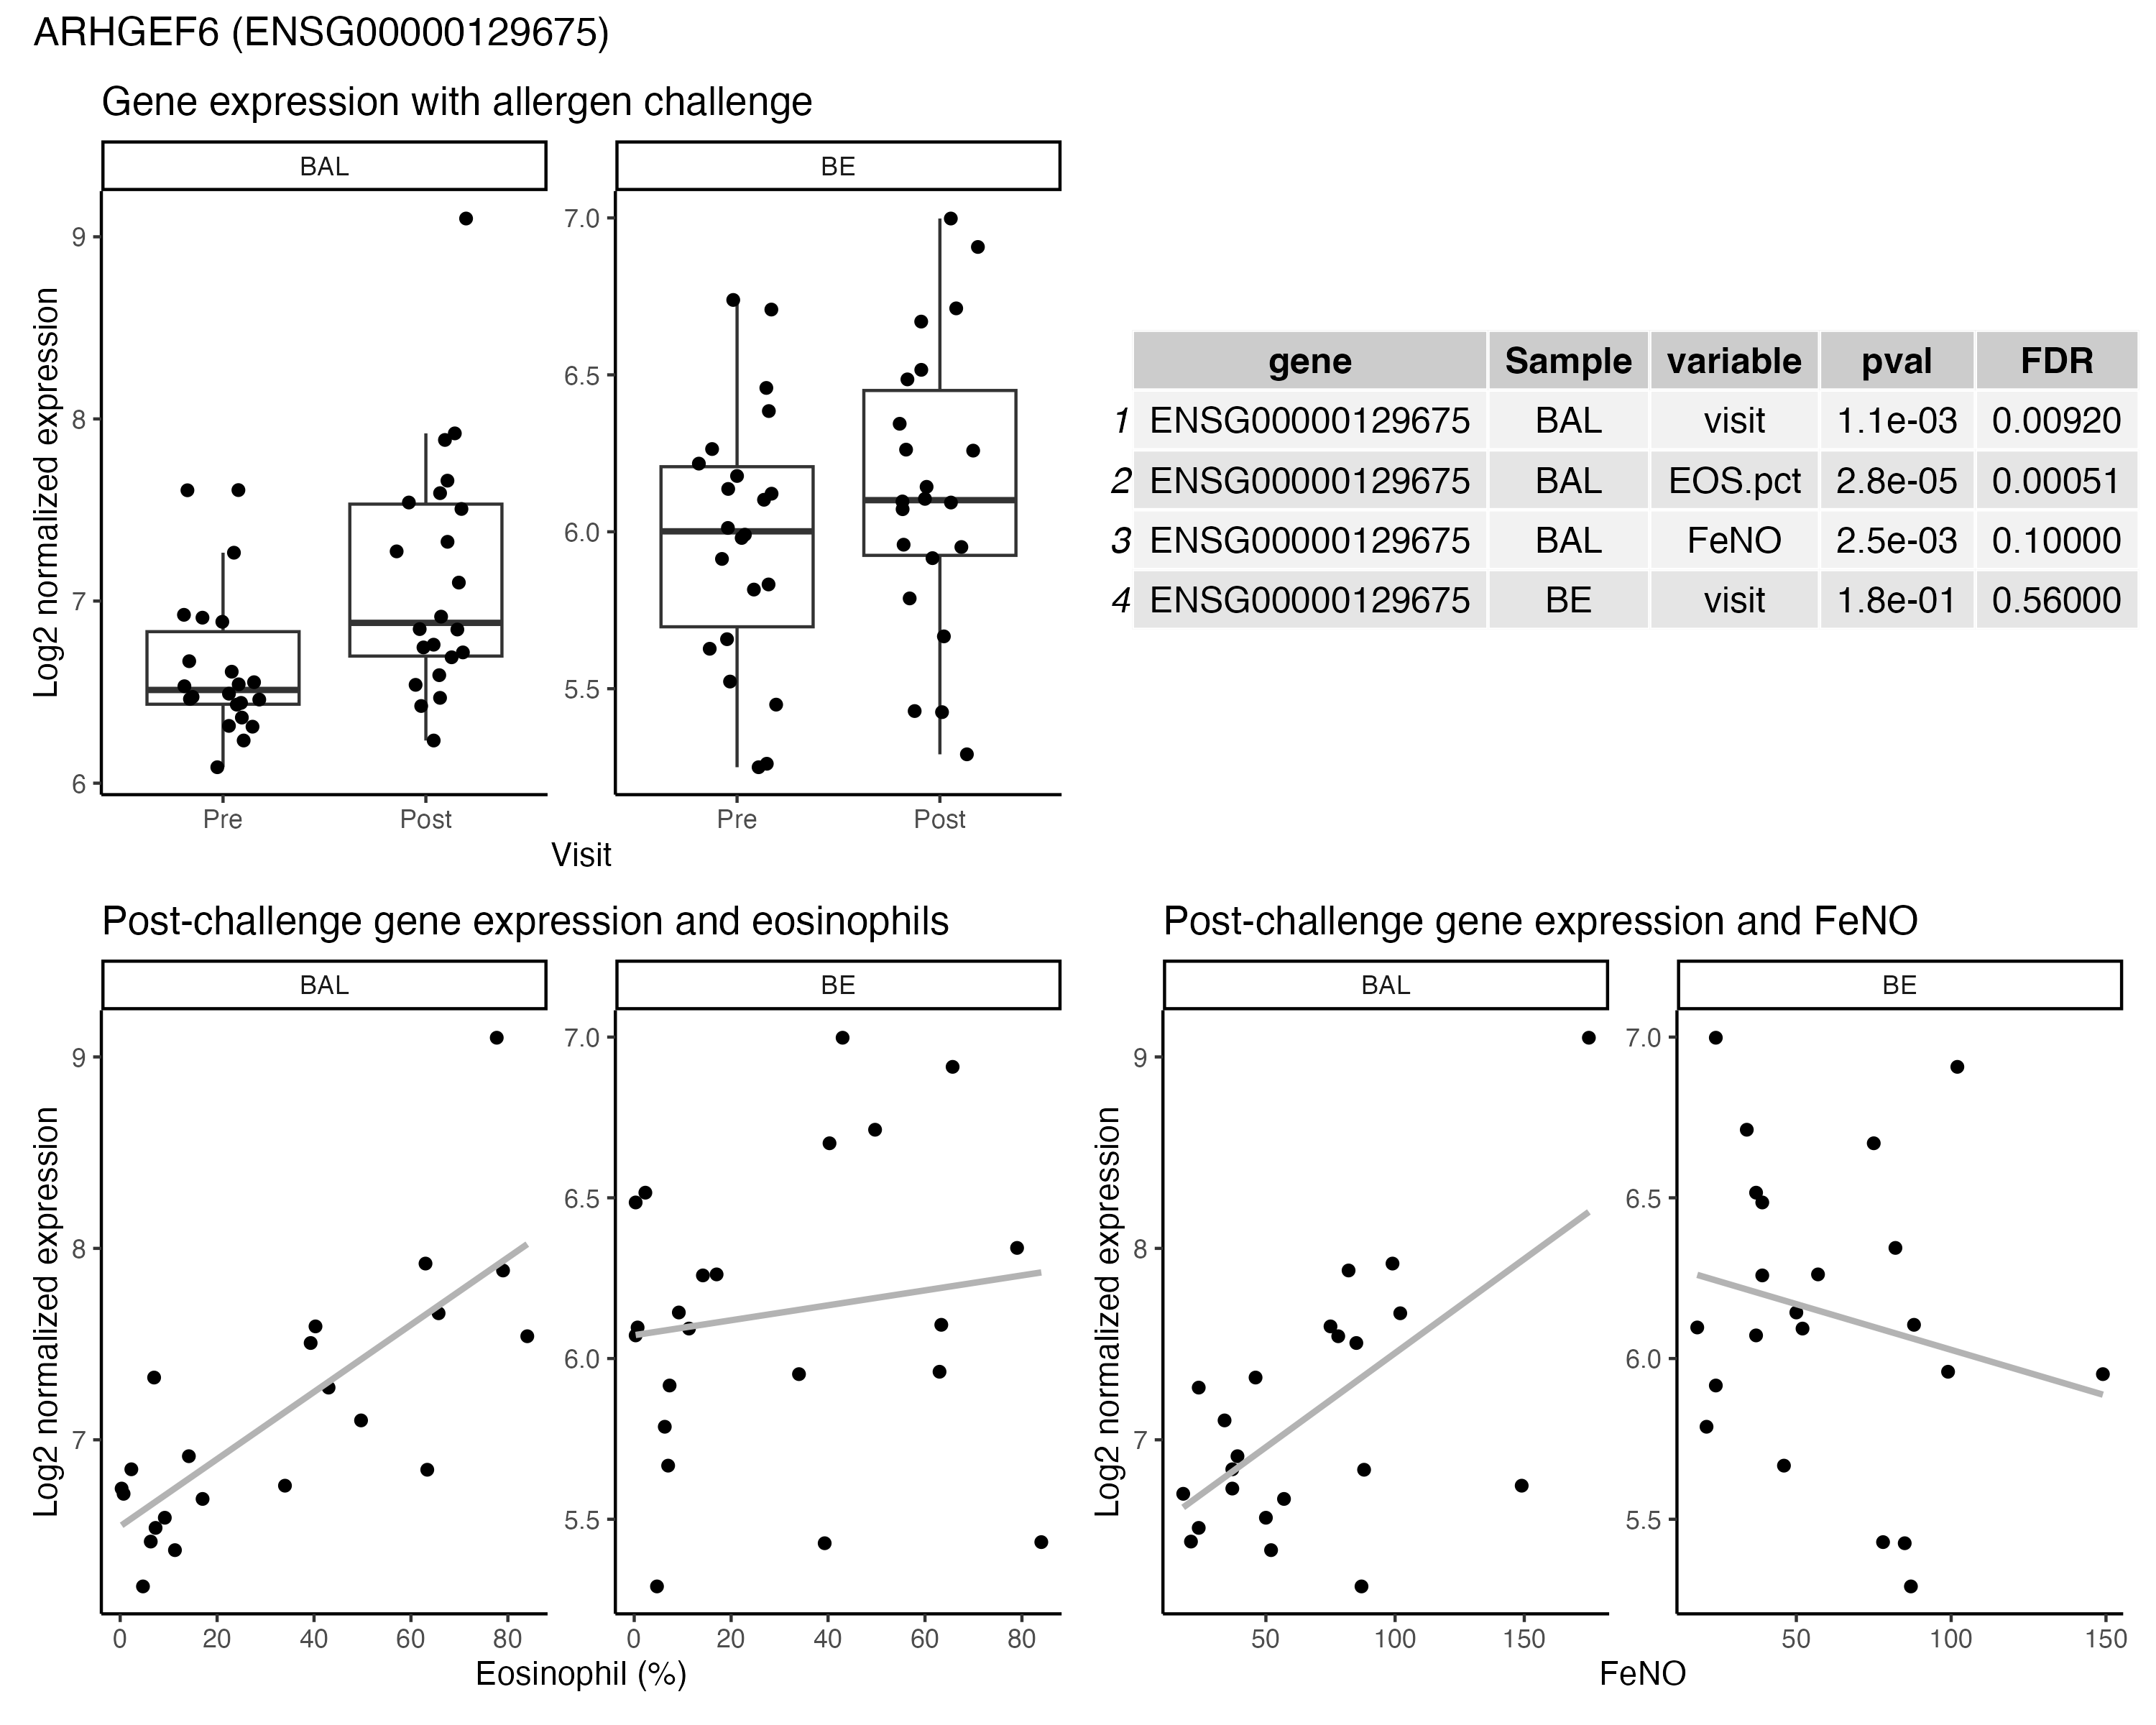 ARHGEF6 (ENSG00000129675)
Gene expression with allergen challenge
BAL
BE
Log2 normalized expression
9
8
7
6
7.0
6.5
6.0
5.5
Pre
Post
Pre
Post
Visit
gene Sample variable pval FDR
1 ENSG00000129675 BAL visit 1.1e-03 0.00920
2 ENSG00000129675 BAL EOS.pct 2.8e-05 0.00051
3 ENSG00000129675 BAL FeNO 2.5e-03 0.10000
4 ENSG00000129675 BE visit 1.8e-01 0.56000
Post-challenge gene expression and eosinophils
BAL
BE
Log2 normalized expression
9
8
7
7.0
6.5
6.0
5.5
0 20 40 60 80
0 20 40 60 80
Eosinophil (%)
Post-challenge gene expression and FeNO
BAL
BE
Log2 normalized expression
9
8
7
7.0
6.5
6.0
5.5
50 100 150
50 100 150
FeNO